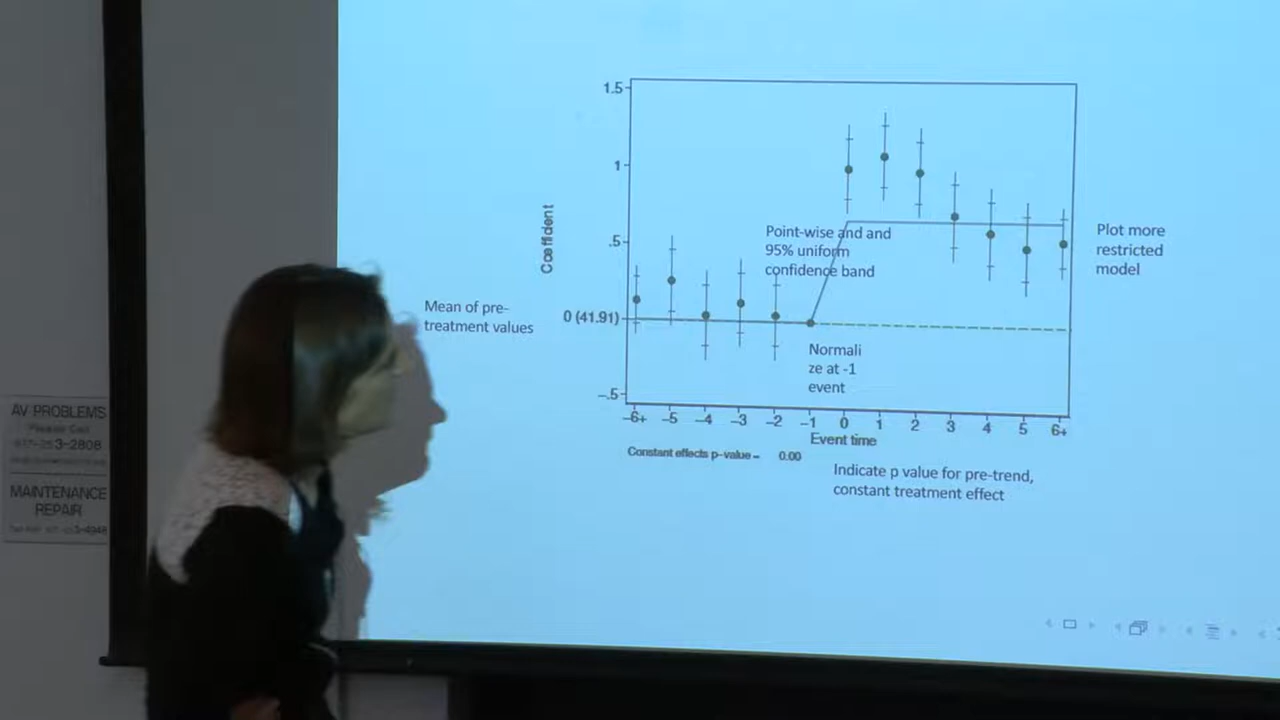 1.5
1
.5
0 (41.91)
–.5
Coefficient
Point-wise and and
95% uniform
confidence band
Plot more
restricted
model
Mean of pre-
treatment values
Normali
ze at -1
event
–6+ –5 –4 –3 –2 –1 0 1 2 3 4 5 6+
Event time
Constant effects p-value = 0.00
Indicate p value for pre-trend,
constant treatment effect
AV PROBLEMS
Please Call
3-2808
MAINTENANCE
REPAIR